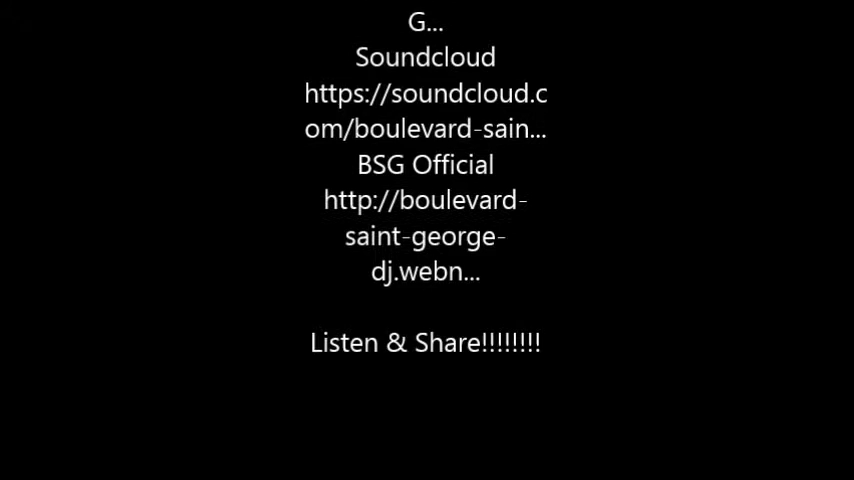 G...
Soundcloud
https://soundcloud.c
om/boulevard-sain...
BSG Official
http://boulevard-
saint-george-
dj.webn...
Listen & Share!!!!!!!!